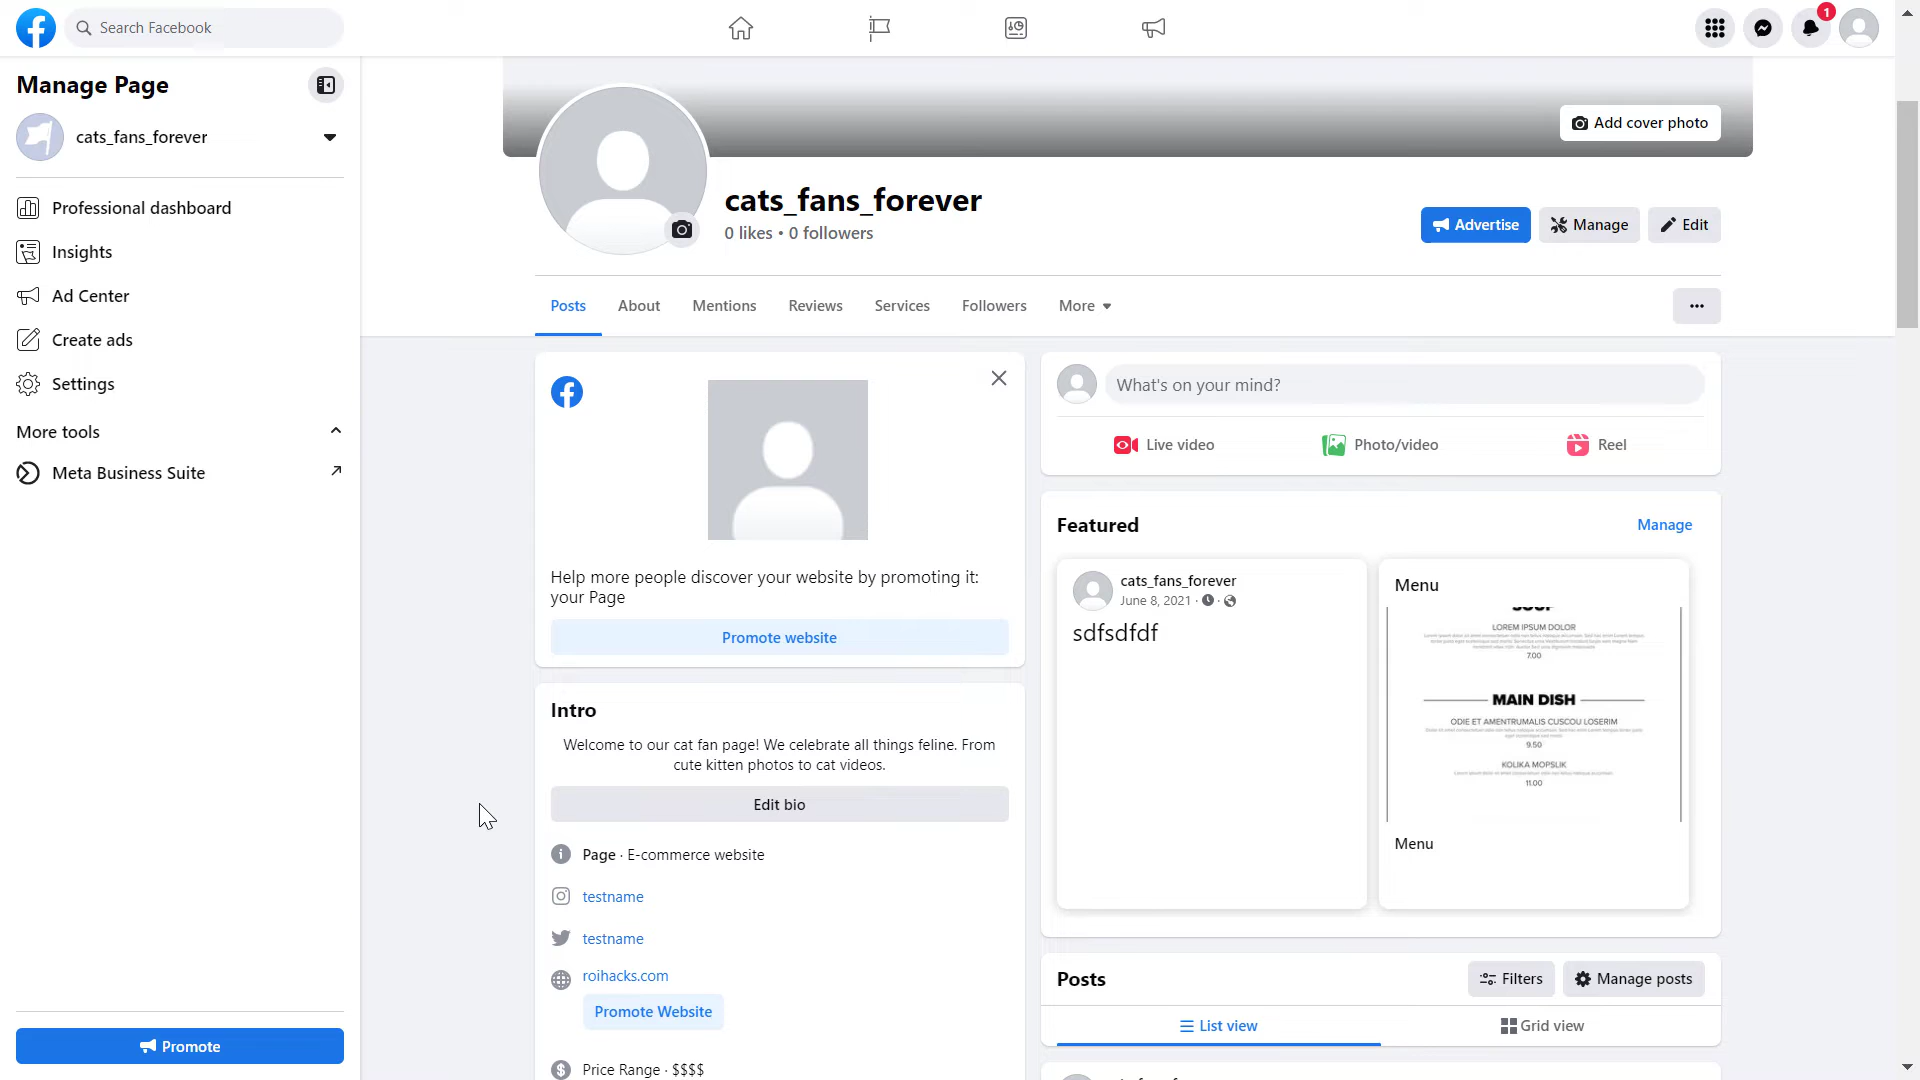 Search Facebook
1
Manage Page
cats_fans_forever
Professional dashboard
Insights
Ad Center
Create ads
Settings
More tools
Meta Business Suite
Promote
Add cover photo
cats_fans_forever
0 likes • 0 followers
Advertise
Manage
Edit
Posts
About
Mentions
Reviews
Services
Followers
More
Help more people discover your website by promoting it:
your Page
Promote website
Intro
Welcome to our cat fan page! We celebrate all things feline. From
cute kitten photos to cat videos.
Edit bio
Page · E-commerce website
testname
testname
roihacks.com
Promote Website
Price Range · $$$$
What's on your mind?
Live video
Photo/video
Reel
Featured
Manage
cats_fans_forever
June 8, 2021
sdfsdfdf
Menu
LOREM IPSUM DOLOR
7.00
MAIN DISH
ODIE ET AMENTRUMALIS CUSCOU LOSERIM
9.50
KOLIKA MOPSLIK
11.00
Menu
Posts
Filters
Manage posts
List view
Grid view